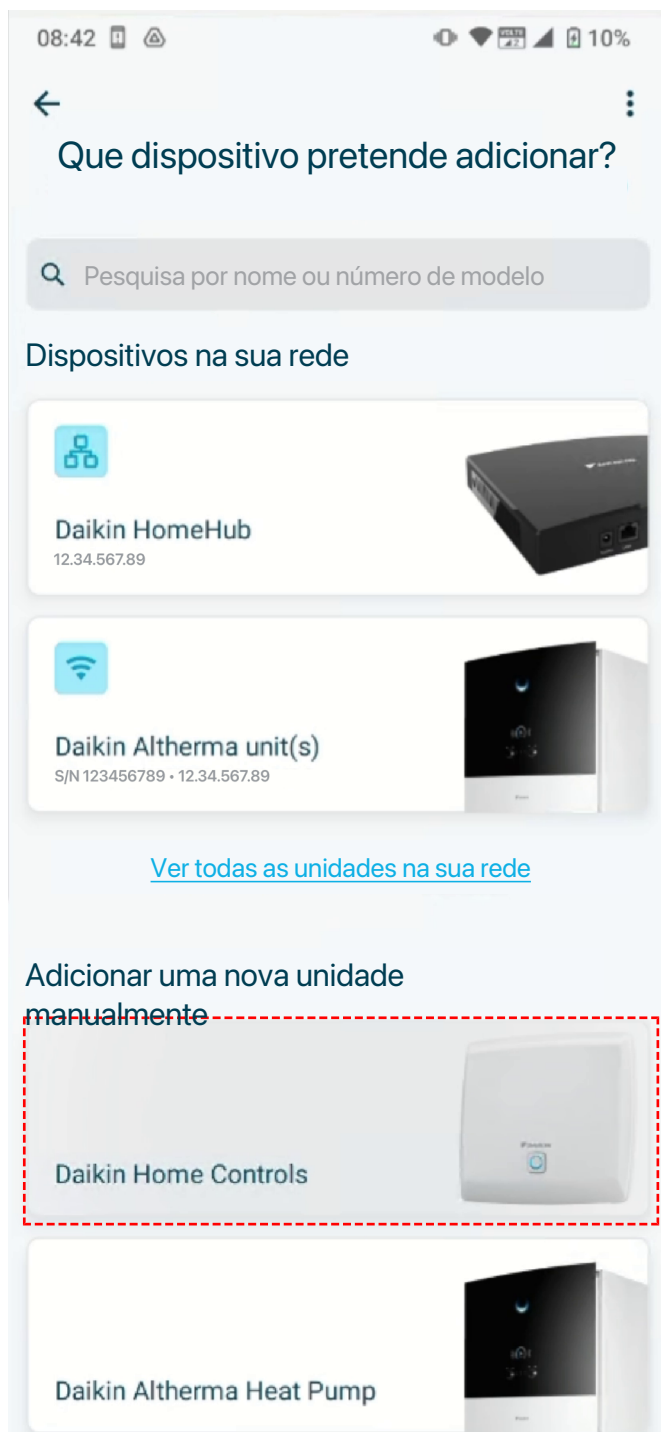 08:42
10%
Que dispositivo pretende adicionar?
Pesquisa por nome ou número de modelo
Dispositivos na sua rede
Daikin HomeHub
12.34.567.89
Daikin Altherma unit(s)
S/N 123456789 • 12.34.567.89
Ver todas as unidades na sua rede
Adicionar uma nova unidade
manualmente
Daikin Home Controls
Daikin Altherma Heat Pump